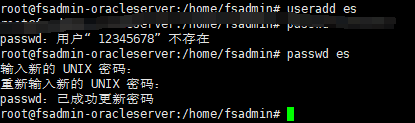 root@fsadmin-oracleserver:/home/fsadmin# useradd es
root@fsadmin-oracleserver:/home/fsadmin# passwd
passwd: 用户“ 12345678” 不存在
root@fsadmin-oracleserver:/home/fsadmin# passwd es
输入新的 UNIX 密码:
重新输入新的 UNIX 密码:
passwd: 已成功更新密码
root@fsadmin-oracleserver:/home/fsadmin#